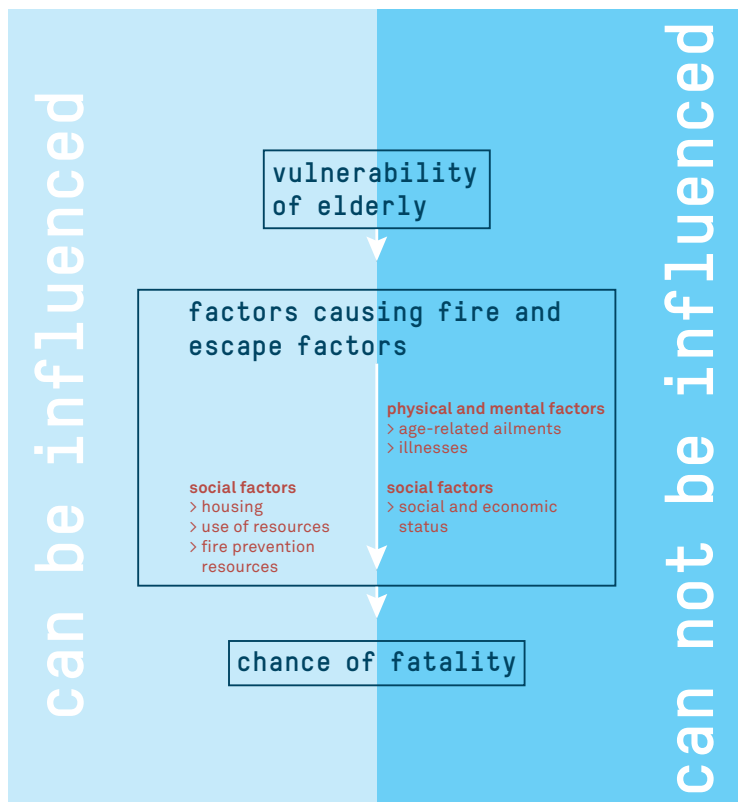 can be influenced
can not be influenced
vulnerability
of elderly
factors causing fire and
escape factors
physical and mental factors
> age-related ailments
> illnesses
social factors
> housing
> use of resources
> fire prevention
resources
social factors
> social and economic
status
chance of fatality